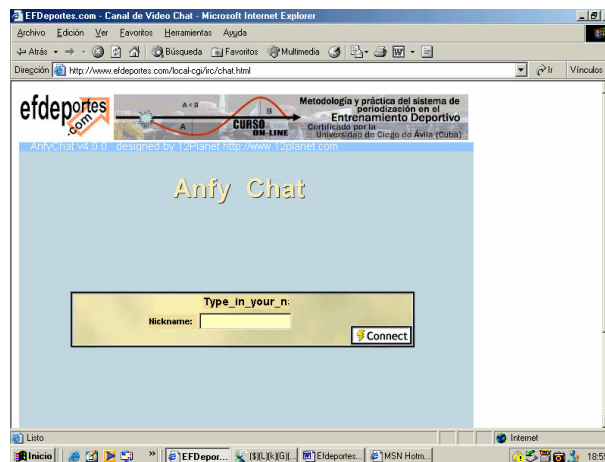 EFDeportes.com - Canal de Video Chat - Microsoft Internet Explorer
Archivo Edición Ver Favoritos Herramientas Ayuda
Atrás Búsqueda Favoritos Multimedia
Dirección http://www.efdeportes.com/local-cgi/irc/chat.html Ir Vínculos
efdeportes
.com
A < B
A
B
CURSO
ON-LINE
Metodología y práctica del sistema de
periodización en el
Entrenamiento Deportivo
Certificado por la
Universidad de Ciego de Ávila (Cuba)
AnfyChat v4.0.0 designed by 12Planet http://www.12planet.com
Anfy Chat
Type_in_your_n
Nickname:
Connect
Listo Internet
Inicio EFDepor... Efdeportes... MSN Hotm... 18:5